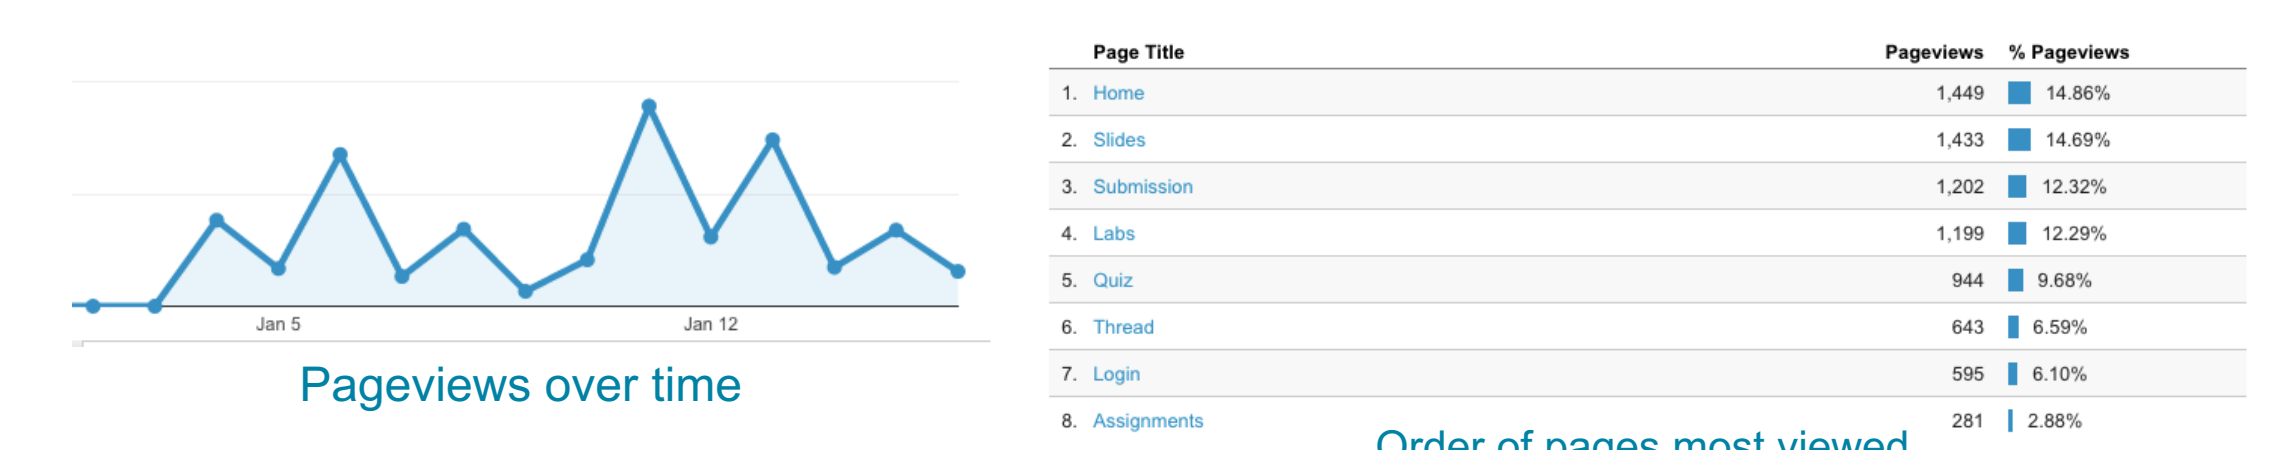 Jan 5 Jan 12
Pageviews over time
Page Title Pageviews % Pageviews
1. Home 1,449 14.86%
2. Slides 1,433 14.69%
3. Submission 1,202 12.32%
4. Labs 1,199 12.29%
5. Quiz 944 9.68%
6. Thread 643 6.59%
7. Login 595 6.10%
8. Assignments 281 2.88%
Order of pages most viewed